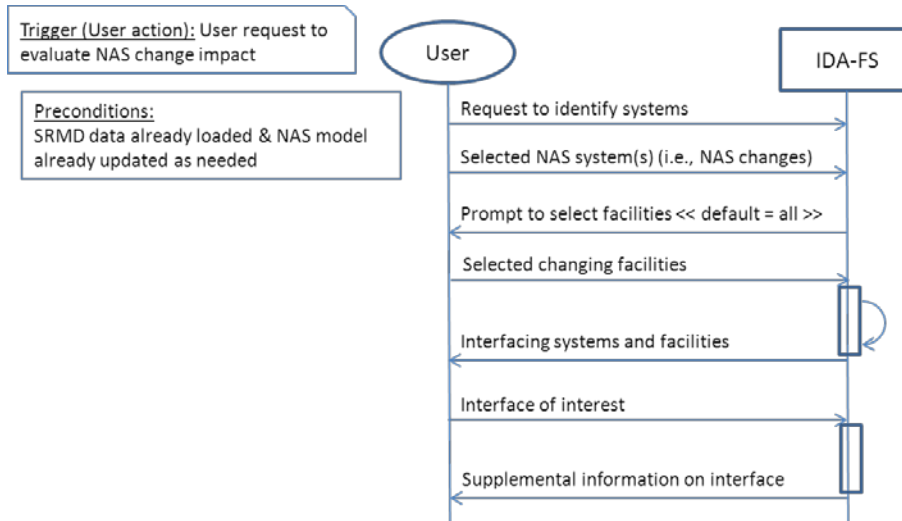 Trigger (User action): User request to
evaluate NAS change impact
User
IDA-FS
Preconditions:
SRMD data already loaded & NAS model
already updated as needed
Request to identify systems
Selected NAS system(s) (i.e., NAS changes)
Prompt to select facilities << default = all >>
Selected changing facilities
Interfacing systems and facilities
Interface of interest
Supplemental information on interface